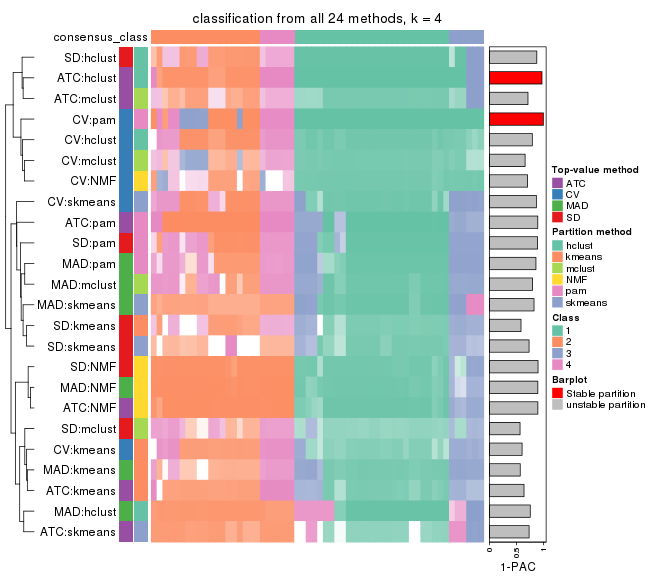 classification from all 24 methods, k = 4
consensus_class
SD:hclust
ATC:hclust
ATC:mclust
CV:pam
CV:hclust
CV:mclust
CV:NMF
CV:skmeans
ATC:pam
SD:pam
MAD:pam
MAD:mclust
MAD:skmeans
SD:kmeans
SD:skmeans
SD:NMF
MAD:NMF
ATC:NMF
SD:mclust
CV:kmeans
MAD:kmeans
ATC:kmeans
MAD:hclust
ATC:skmeans
0
0.5
1
1-PAC
Top-value method
ATC
CV
MAD
SD
Partition method
hclust
kmeans
mclust
NMF
pam
skmeans
Class
1
2
3
4
Barplot
Stable partition
unstable partition